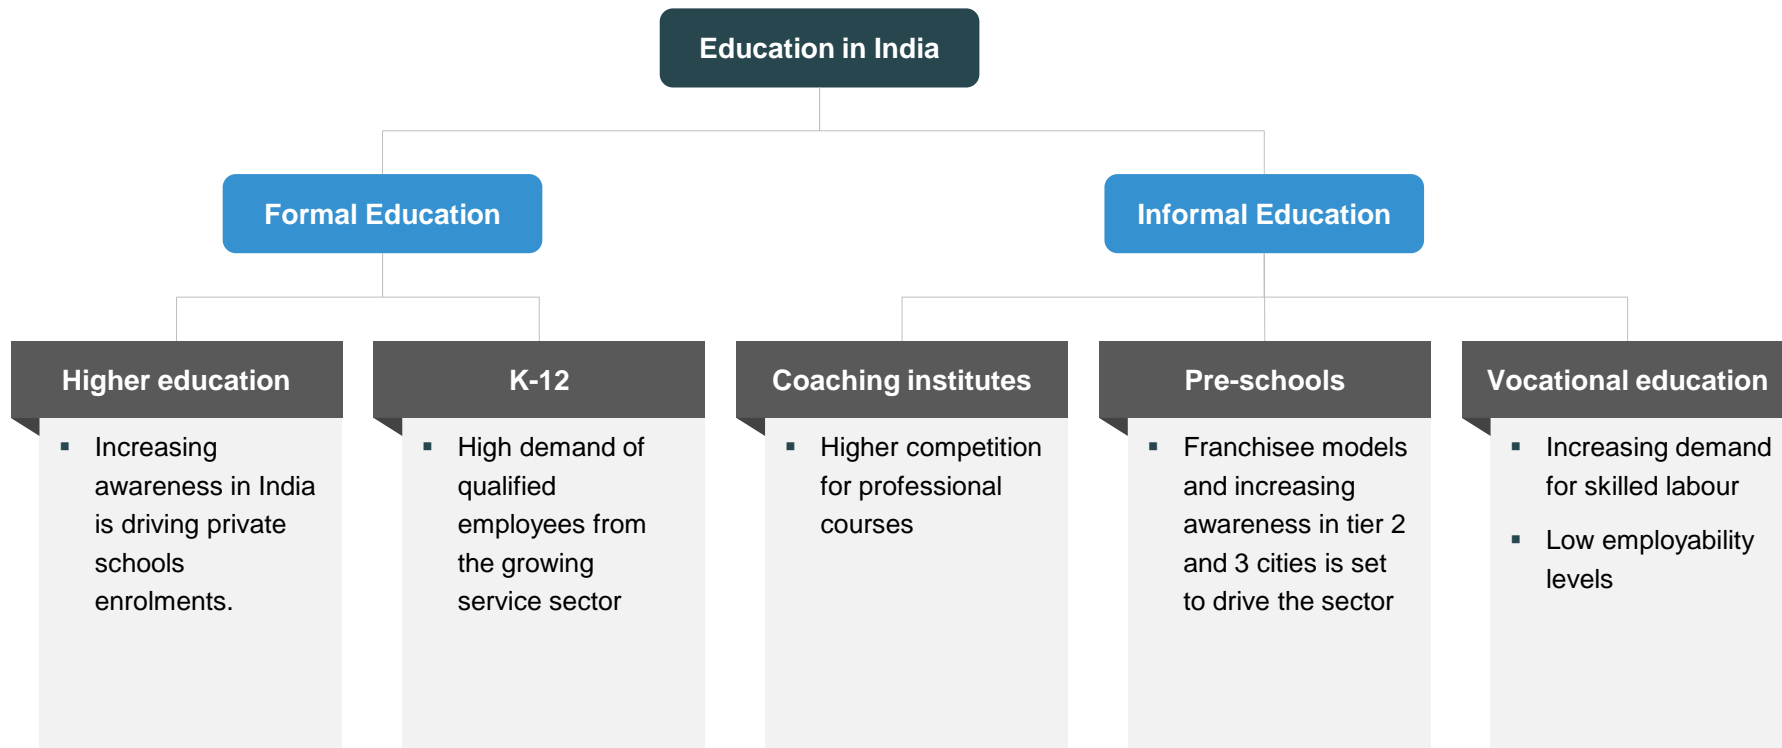 Education in India
Formal Education
Informal Education
Higher education
▪ Increasing
awareness in India
is driving private
schools
enrolments.
K-12
▪ High demand of
qualified
employees from
the growing
service sector
Coaching institutes
▪ Higher competition
for professional
courses
Pre-schools
▪ Franchisee models
and increasing
awareness in tier 2
and 3 cities is set
to drive the sector
Vocational education
▪ Increasing demand
for skilled labour
▪ Low employability
levels